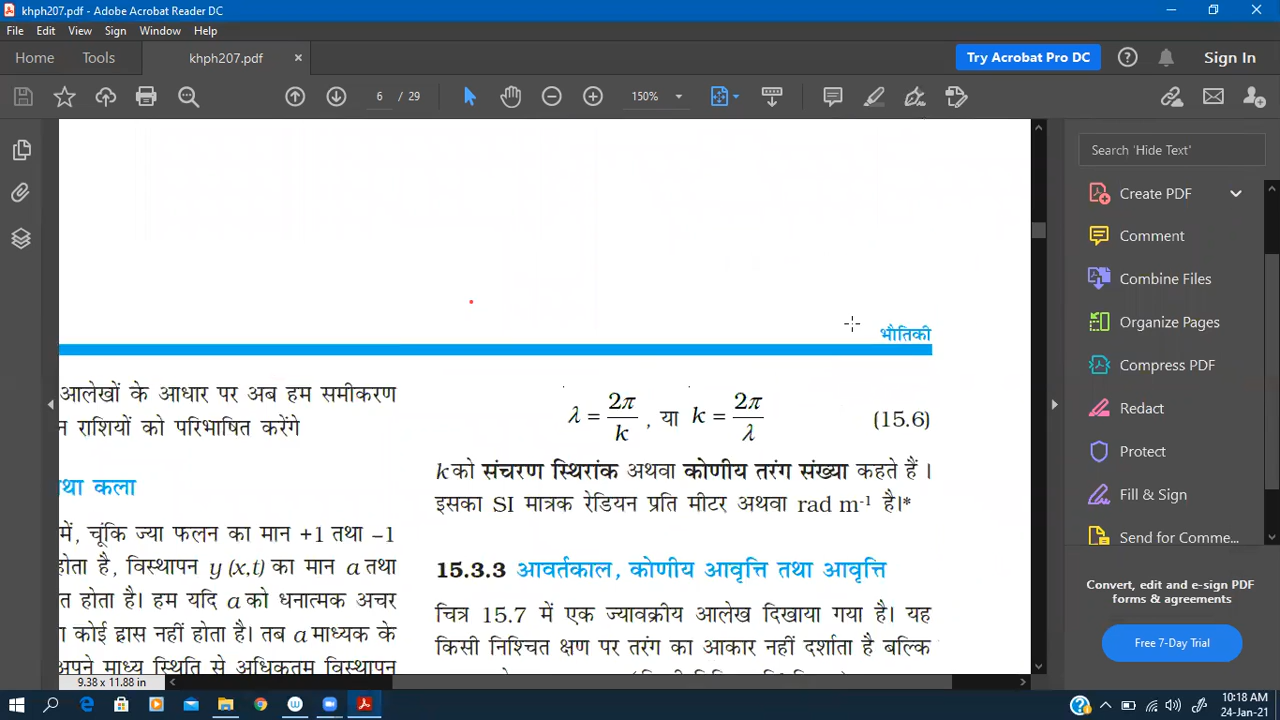 khph207.pdf - Adobe Acrobat Reader DC
File Edit View Sign Window Help
Home Tools khph207.pdf × Try Acrobat Pro DC Sign In
6 / 29 150%
Search 'Hide Text'
Create PDF
Comment
Combine Files
Organize Pages
Compress PDF
Redact
Protect
Fill & Sign
Send for Comme...
Convert, edit and e-sign PDF
forms & agreements
Free 7-Day Trial
भौतिकी
आलेखों के आधार पर अब हम समीकरण
न राशियों को परिभाषित करेंगे
था कला
में, चूंकि ज्या फलन का मान +1 तथा −1
होता है, विस्थापन y (x,t) का मान a तथा
त होता है। हम यदि a को धनात्मक अचर
कोई ह्रास नहीं होता है। तब a माध्यक के
अपने माध्य स्थिति से अधिकतम विस्थापन
λ = 2π/k , या k = 2π/λ (15.6)
k को संचरण स्थिरांक अथवा कोणीय तरंग संख्या कहते हैं ।
इसका SI मात्रक रेडियन प्रति मीटर अथवा rad m⁻¹ है।*
15.3.3 आवर्तकाल, कोणीय आवृत्ति तथा आवृत्ति
चित्र 15.7 में एक ज्यावक्रीय आलेख दिखाया गया है। यह
किसी निश्चित क्षण पर तरंग का आकार नहीं दर्शाता है बल्कि
9.38 x 11.88 in
10:18 AM
24-Jan-21